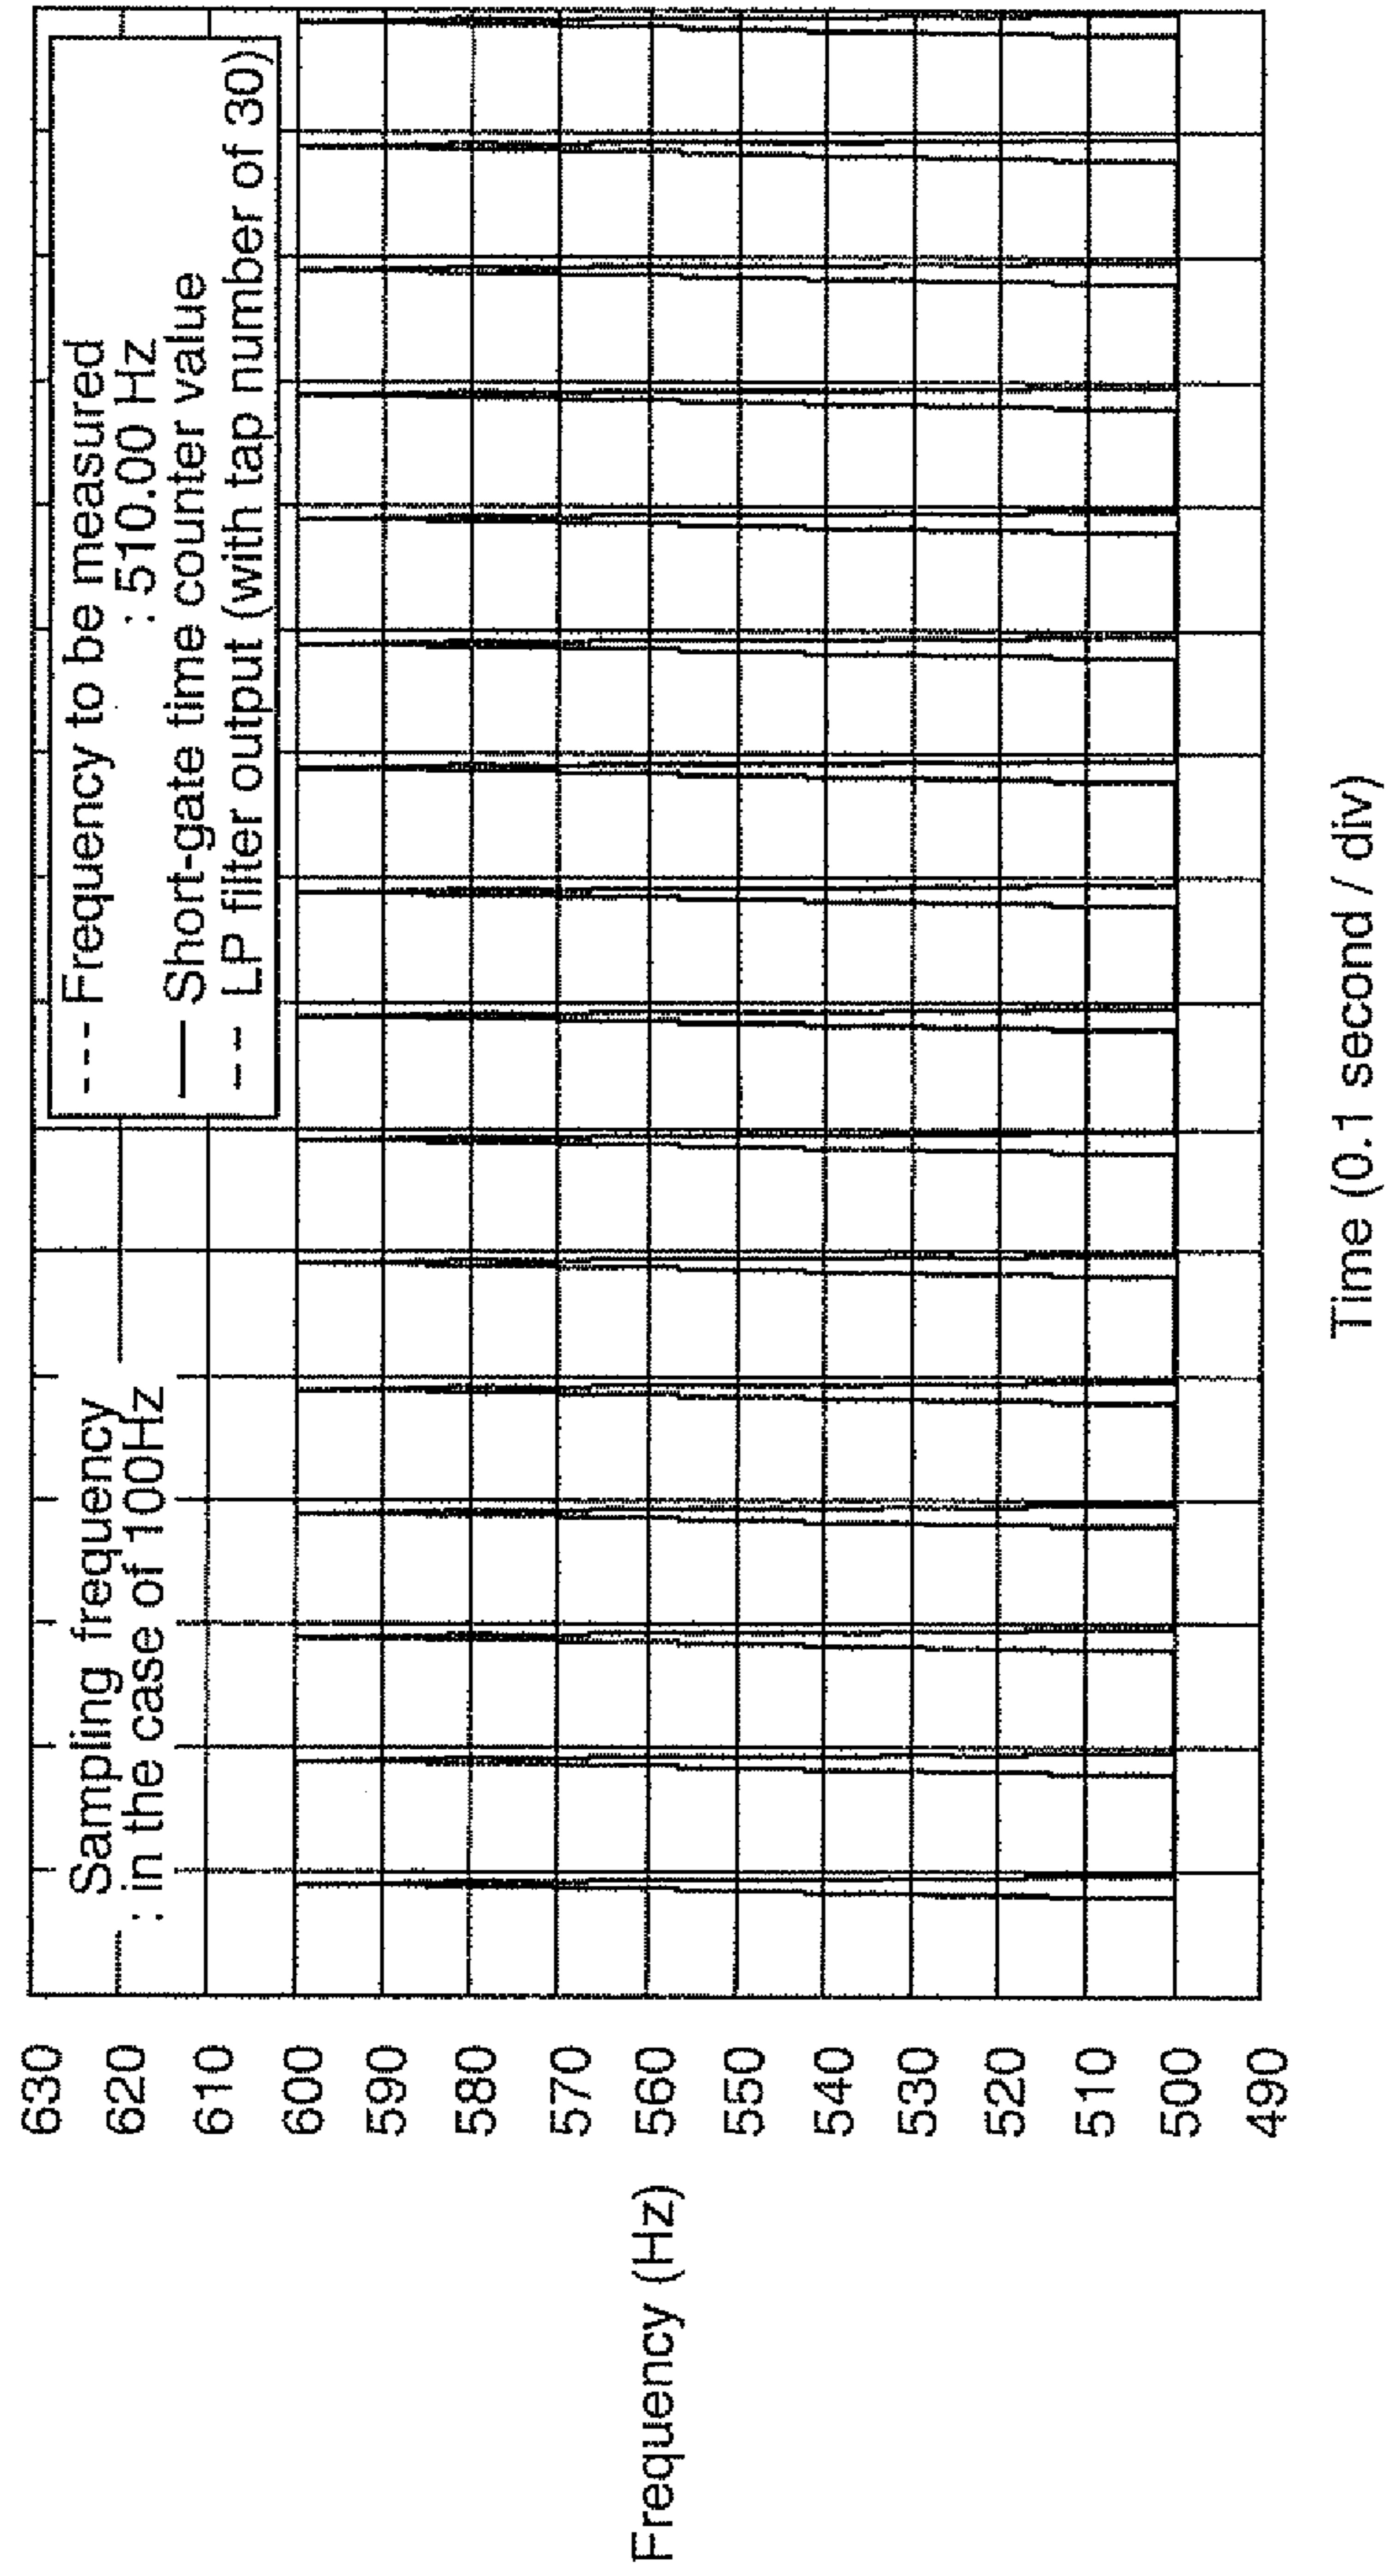 Sampling frequency
: in the case of 100Hz
--- Frequency to be measured
: 510.00 Hz
— Short-gate time counter value
-- LP filter output (with tap number of 30)
630
620
610
600
590
580
570
560
550
540
530
520
510
500
490
Frequency (Hz)
Time (0.1 second / div)